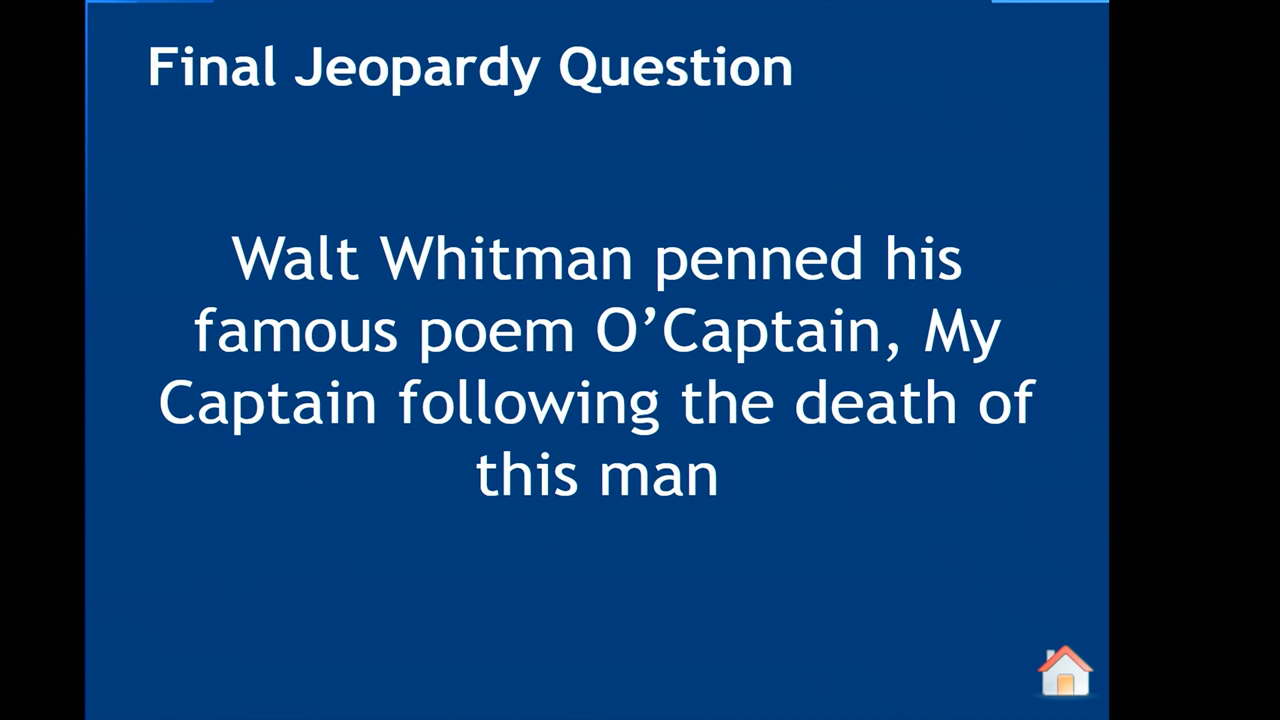 Final Jeopardy Question
Walt Whitman penned his
famous poem O’Captain, My
Captain following the death of
this man